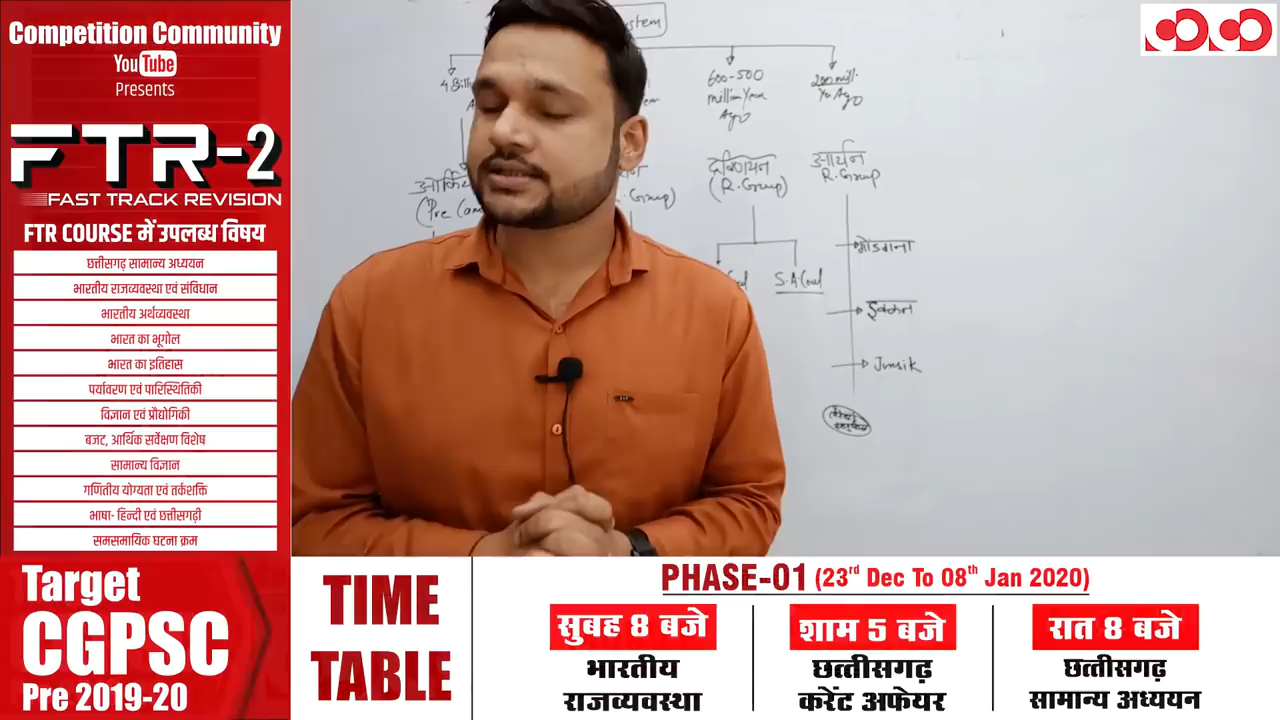 Competition Community
YouTube
Presents
FTR-2
FAST TRACK REVISION
FTR COURSE में उपलब्ध विषय
छत्तीसगढ़ सामान्य अध्ययन
भारतीय राजव्यवस्था एवं संविधान
भारतीय अर्थव्यवस्था
भारत का भूगोल
भारत का इतिहास
पर्यावरण एवं पारिस्थितिकी
विज्ञान एवं प्रौद्योगिकी
बजट, आर्थिक सर्वेक्षण विशेष
सामान्य विज्ञान
गणितीय योग्यता एवं तर्कशक्ति
भाषा- हिन्दी एवं छत्तीसगढ़ी
समसामयिक घटना क्रम
Target
CGPSC
Pre 2019-20
600-500
million Year
Ago
200 mill.
Yr Ago
(R. Group)
आर्यन
R. Group
गोंडवाना
Jurasik
TIME
TABLE
PHASE-01 (23rd Dec To 08th Jan 2020)
सुबह 8 बजे
भारतीय
राजव्यवस्था
शाम 5 बजे
छत्तीसगढ़
करेंट अफेयर
रात 8 बजे
छत्तीसगढ़
सामान्य अध्ययन